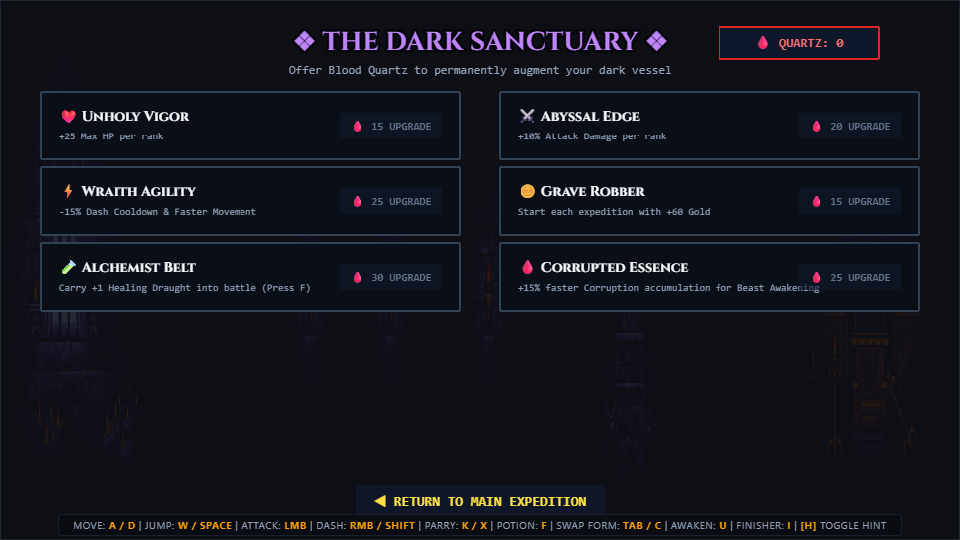 ❖ THE DARK SANCTUARY ❖
QUARTZ: 0
Offer Blood Quartz to permanently augment your dark vessel
UNHOLY VIGOR
+25 Max HP per rank
15 UPGRADE
ABYSSAL EDGE
+10% Attack Damage per rank
20 UPGRADE
WRAITH AGILITY
-15% Dash Cooldown & Faster Movement
25 UPGRADE
GRAVE ROBBER
Start each expedition with +60 Gold
15 UPGRADE
ALCHEMIST BELT
Carry +1 Healing Draught into battle (Press F)
30 UPGRADE
CORRUPTED ESSENCE
+15% faster Corruption accumulation for Beast Awakening
25 UPGRADE
◀ RETURN TO MAIN EXPEDITION
MOVE: A / D | JUMP: W / SPACE | ATTACK: LMB | DASH: RMB / SHIFT | PARRY: K / X | POTION: F | SWAP FORM: TAB / C | AWAKEN: U | FINISHER: I | [H] TOGGLE HINT